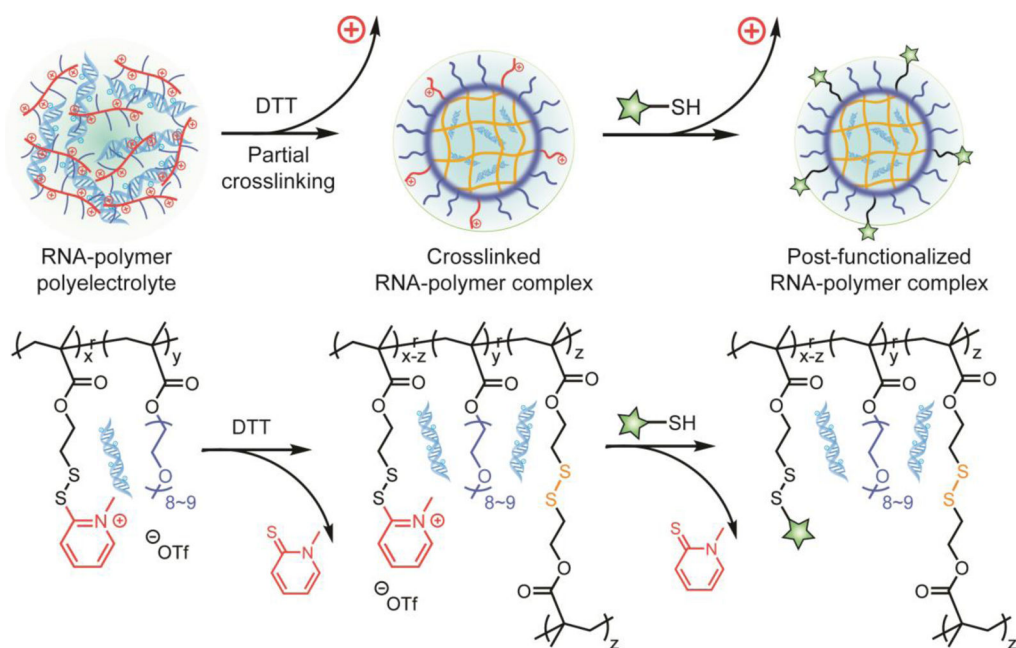 DTT
Partial
crosslinking
SH
RNA-polymer
polyelectrolyte
Crosslinked
RNA-polymer complex
Post-functionalized
RNA-polymer complex
r
x
y
O
O
O
O
O
8~9
S
S
N
⊕
⊖OTf
DTT
S
N
r
r
x-z
y
z
O
O
O
O
O
O
O
8~9
S
S
S
S
N
⊕
⊖OTf
O
O
z
SH
S
N
r
r
x-z
y
z
O
O
O
O
O
O
O
8~9
S
S
S
S
O
O
z